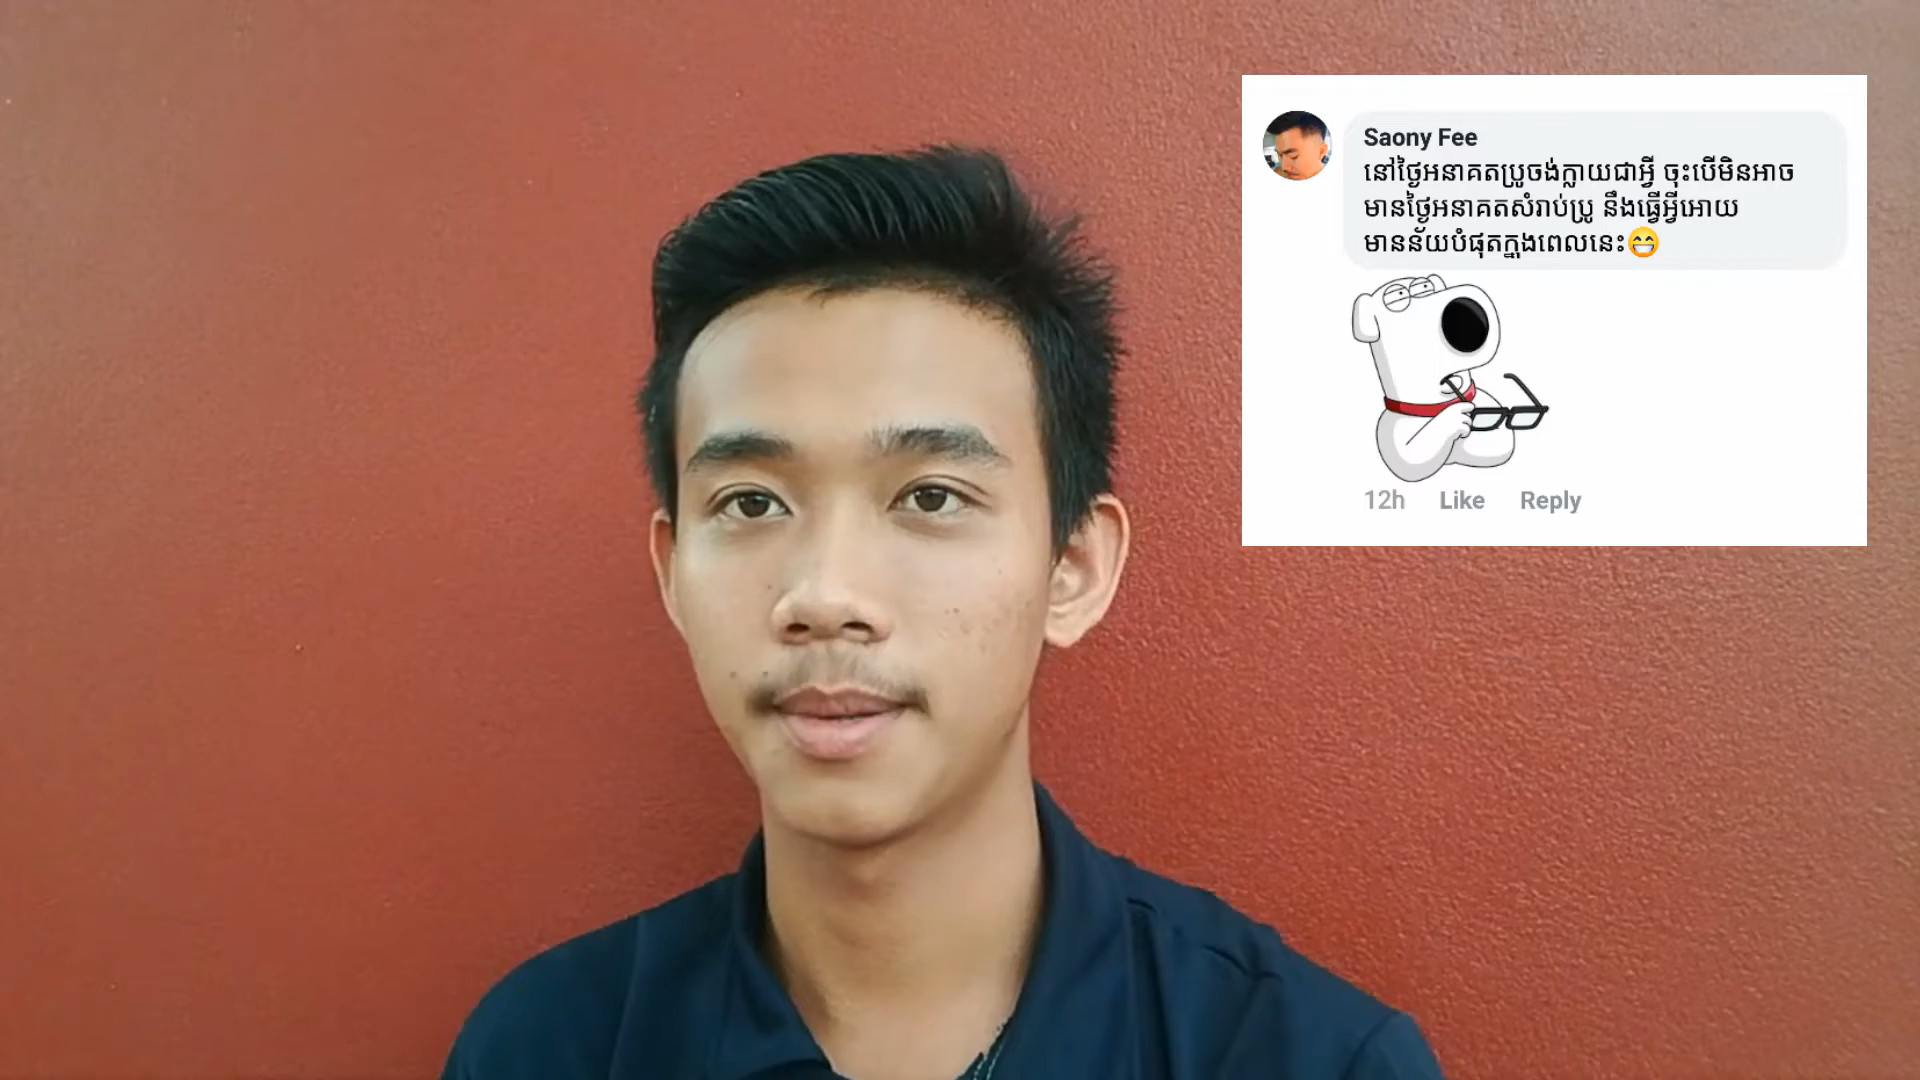 Saony Fee
នៅថ្ងៃអនាគតប្រូចង់ក្លាយជាអ្វី ចុះបើមិនអាច
មានថ្ងៃអនាគតសំរាប់ប្រូ នឹងធ្វើអ្វីអោយ
មានន័យបំផុតក្នុងពេលនេះ😁
12h Like Reply